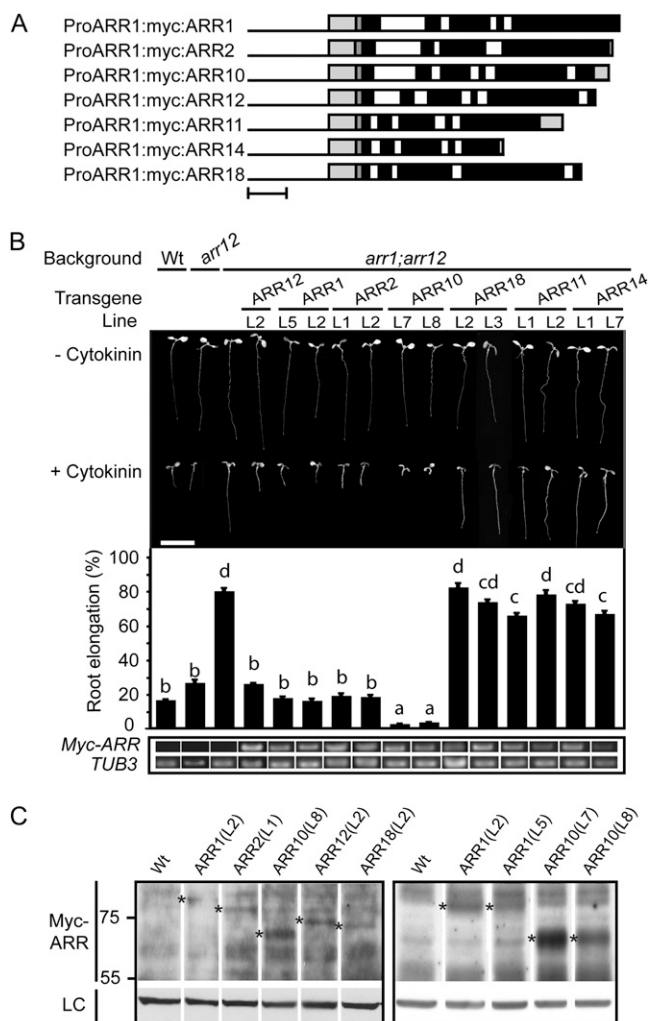 A
ProARR1:myc:ARR1
ProARR1:myc:ARR2
ProARR1:myc:ARR10
ProARR1:myc:ARR12
ProARR1:myc:ARR11
ProARR1:myc:ARR14
ProARR1:myc:ARR18
B
Background Wt arr12 arr1;arr12
Transgene ARR12 ARR1 ARR2 ARR10 ARR18 ARR11 ARR14
Line L2 L5 L2 L1 L2 L7 L8 L2 L3 L1 L2 L1 L7
- Cytokinin
+ Cytokinin
Root elongation (%)
100
80
60
40
20
0
b b d b b b b b a a d cd c d cd c
Myc-ARR
TUB3
C
Wt ARR1(L2) ARR2(L1) ARR10(L8) ARR12(L2) ARR18(L2)
Wt ARR1(L2) ARR1(L5) ARR10(L7) ARR10(L8)
Myc-
ARR
75
55
* * * * *
* * * *
LC